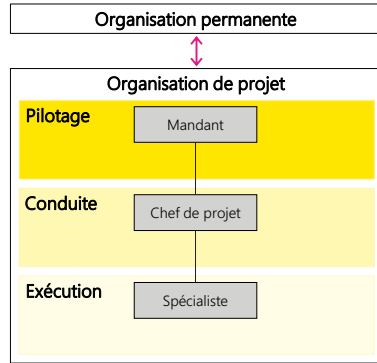 Organisation permanente
Organisation de projet
Pilotage
Mandant
Conduite
Chef de projet
Exécution
Spécialiste